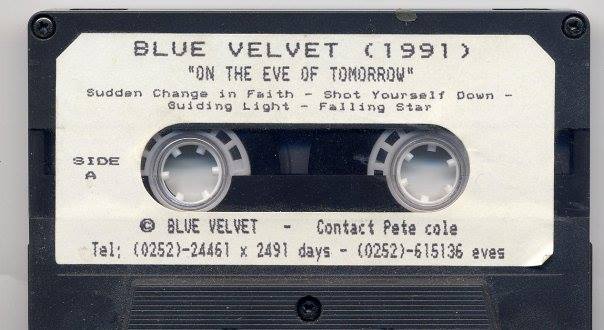 BLUE VELVET (1991)
"ON THE EVE OF TOMORROW"
Sudden Change in Faith - Shot Yourself Down -
Guiding Light - Falling Star
SIDE
A
© BLUE VELVET - Contact Pete cole
Tel; (0252)-24461 x 2491 days - (0252)-615136 eves